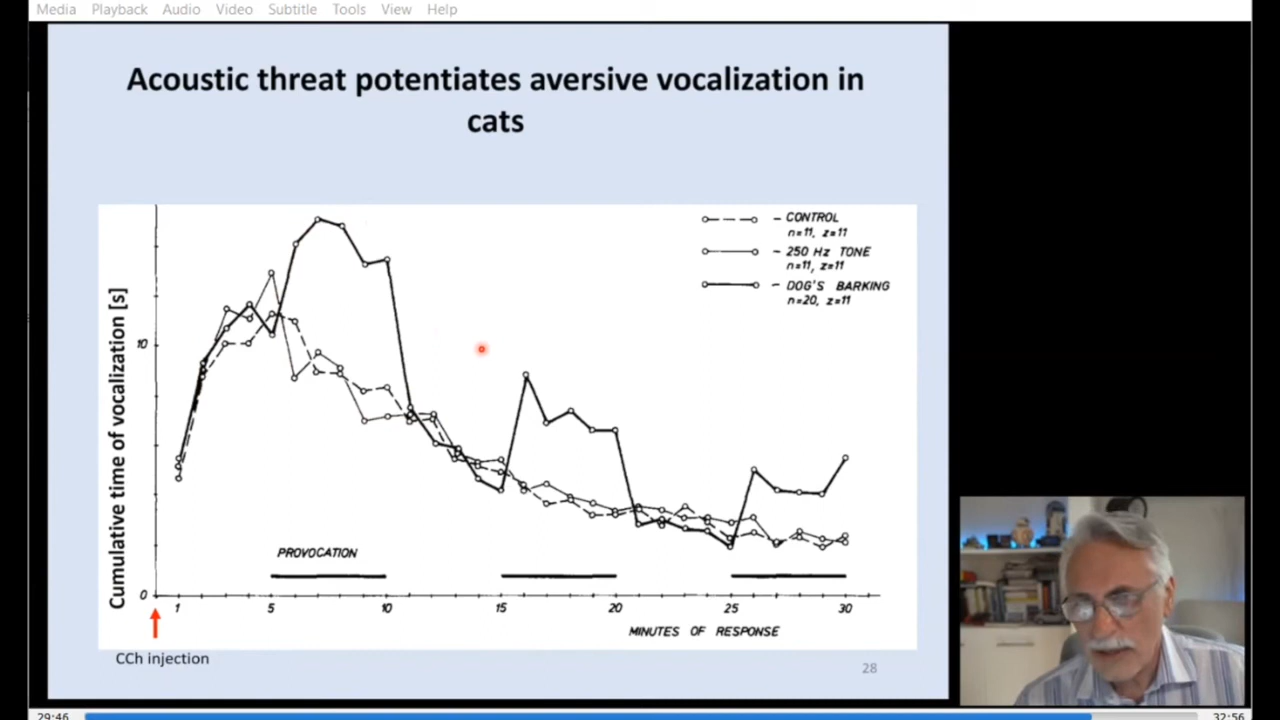 Media Playback Audio Video Subtitle Tools View Help
Acoustic threat potentiates aversive vocalization in
cats
CONTROL
n=11, z=11
250 Hz TONE
n=11, z=11
DOG'S BARKING
n=20, z=11
Cumulative time of vocalization [s]
10
0
PROVOCATION
1 5 10 15 20 25 30
MINUTES OF RESPONSE
CCh injection
28
29:46 32:56